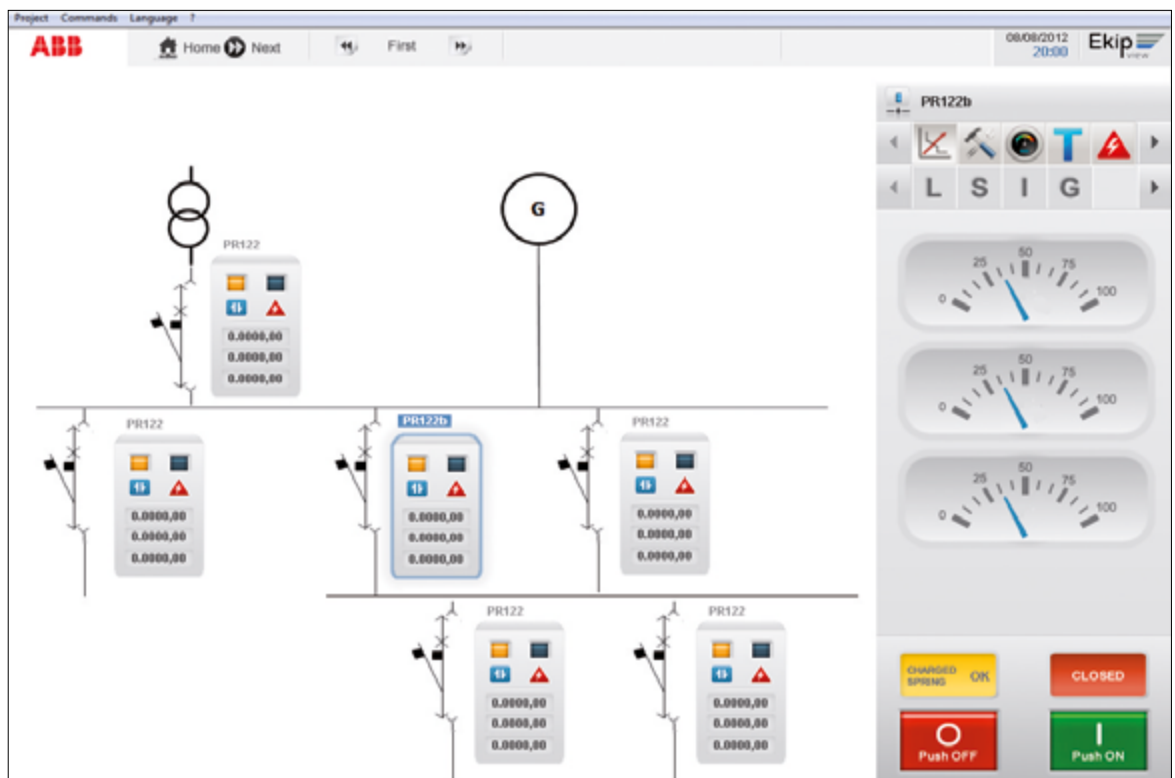 Project Commands Language ?
ABB Home Next First 08/08/2012 Ekip
20:00 view
PR122b
T
L S I G
G
PR122
0.0000,00
0.0000,00
0.0000,00
0 25 50 75 100
0 25 50 75 100
0 25 50 75 100
PR122
0.0000,00
0.0000,00
0.0000,00
PR122b
0.0000,00
0.0000,00
0.0000,00
PR122
0.0000,00
0.0000,00
0.0000,00
PR122
0.0000,00
0.0000,00
0.0000,00
PR122
0.0000,00
0.0000,00
0.0000,00
CHARGED
SPRING OK
CLOSED
O
Push OFF
I
Push ON